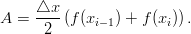 A = \frac{\triangle x}{2} \left( f(x_{i-1}) + f(x_i) \right).